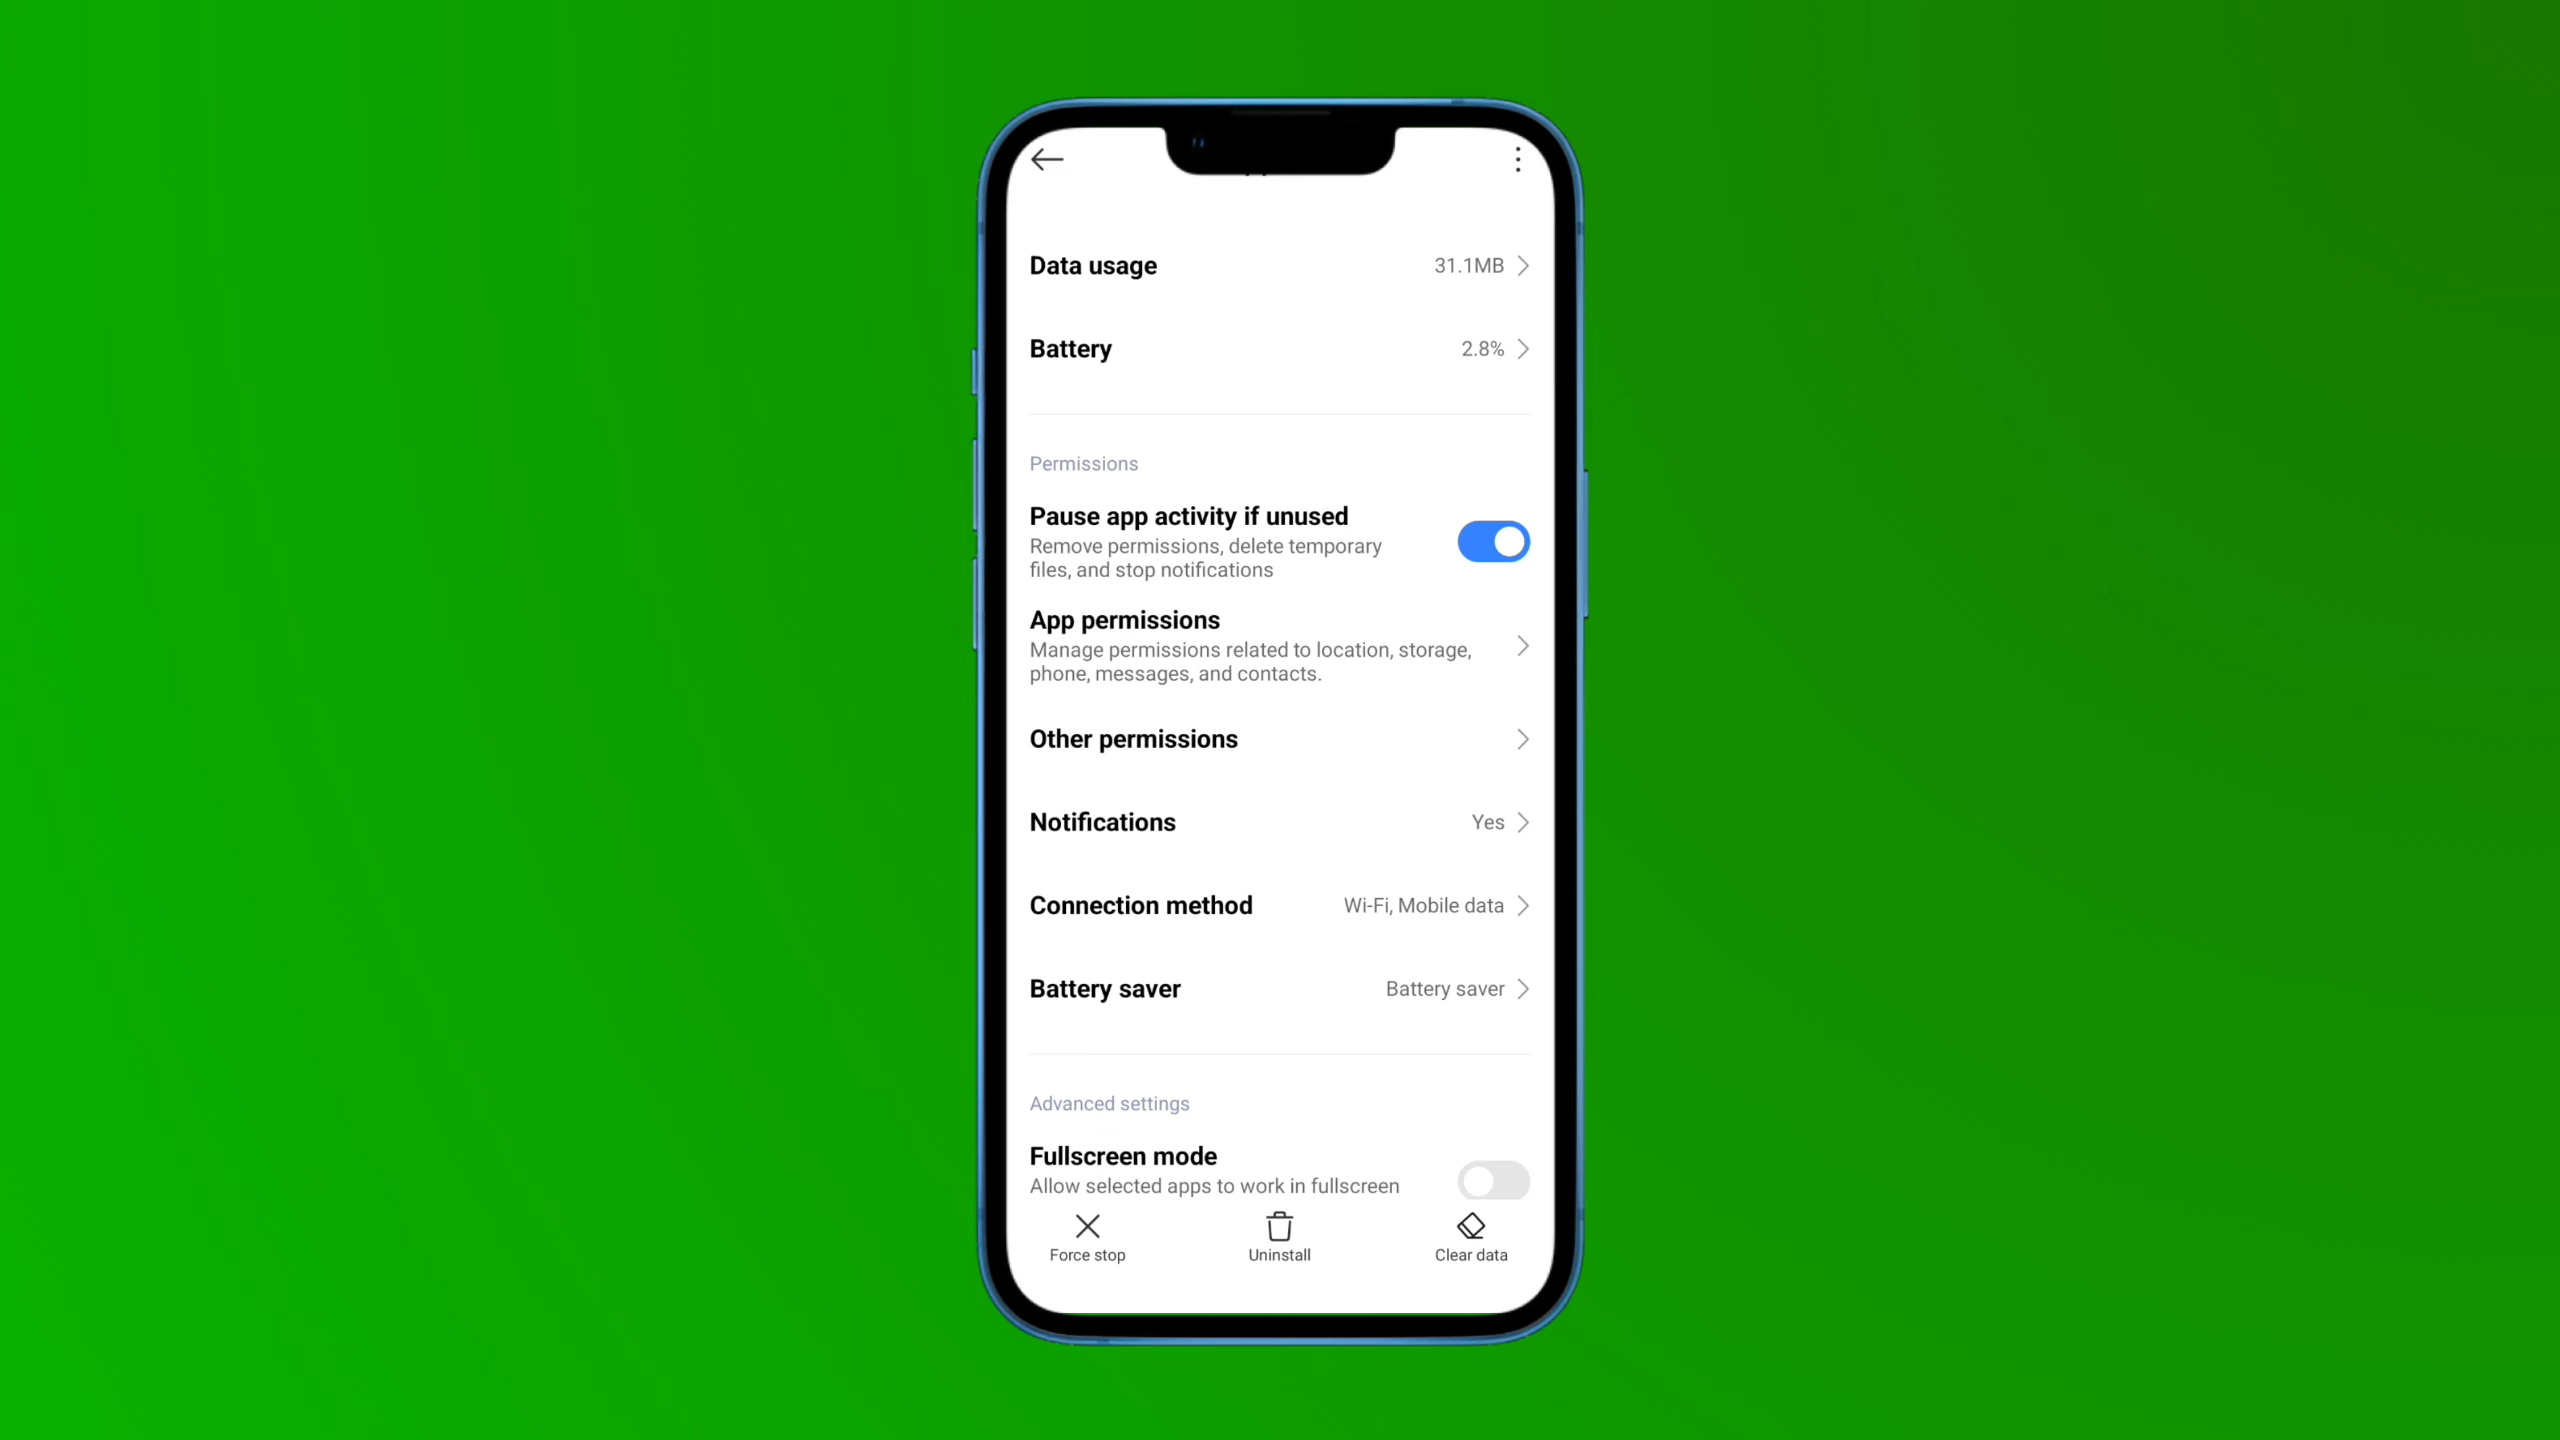 Data usage 31.1MB
Battery 2.8%
Permissions
Pause app activity if unused
Remove permissions, delete temporary
files, and stop notifications
App permissions
Manage permissions related to location, storage,
phone, messages, and contacts.
Other permissions
Notifications Yes
Connection method Wi-Fi, Mobile data
Battery saver Battery saver
Advanced settings
Fullscreen mode
Allow selected apps to work in fullscreen
Force stop Uninstall Clear data